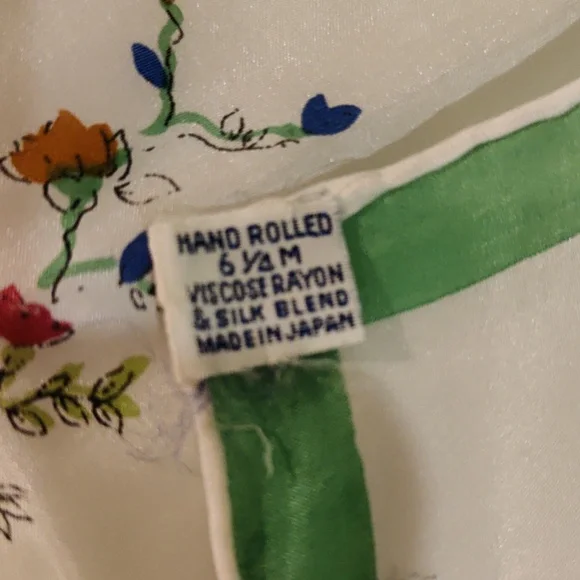 HAND ROLLED
6 1/4 M
VISCOSE RAYON
& SILK BLEND
MADE IN JAPAN